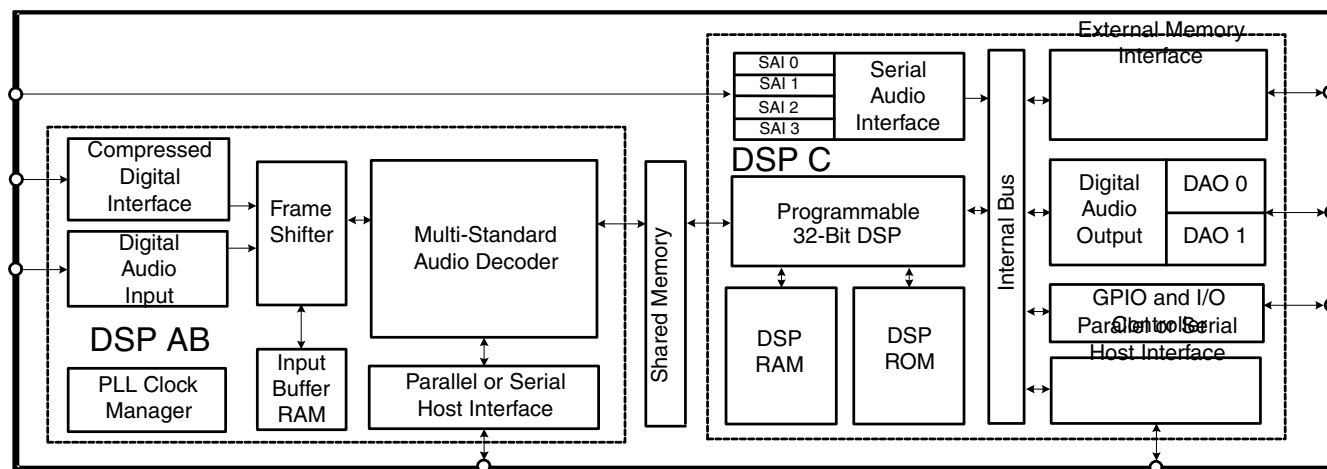 External Memory
Interface
SAI 0
SAI 1
SAI 2
SAI 3
Serial
Audio
Interface
DSP C
Compressed
Digital
Interface
Digital
Audio
Input
Frame
Shifter
Multi-Standard
Audio Decoder
DSP AB
PLL Clock
Manager
Input
Buffer
RAM
Parallel or Serial
Host Interface
Shared Memory
Programmable
32-Bit DSP
DSP
RAM
DSP
ROM
Internal Bus
Digital
Audio
Output
DAO 0
DAO 1
GPIO and I/O
Controller
Parallel or Serial
Host Interface